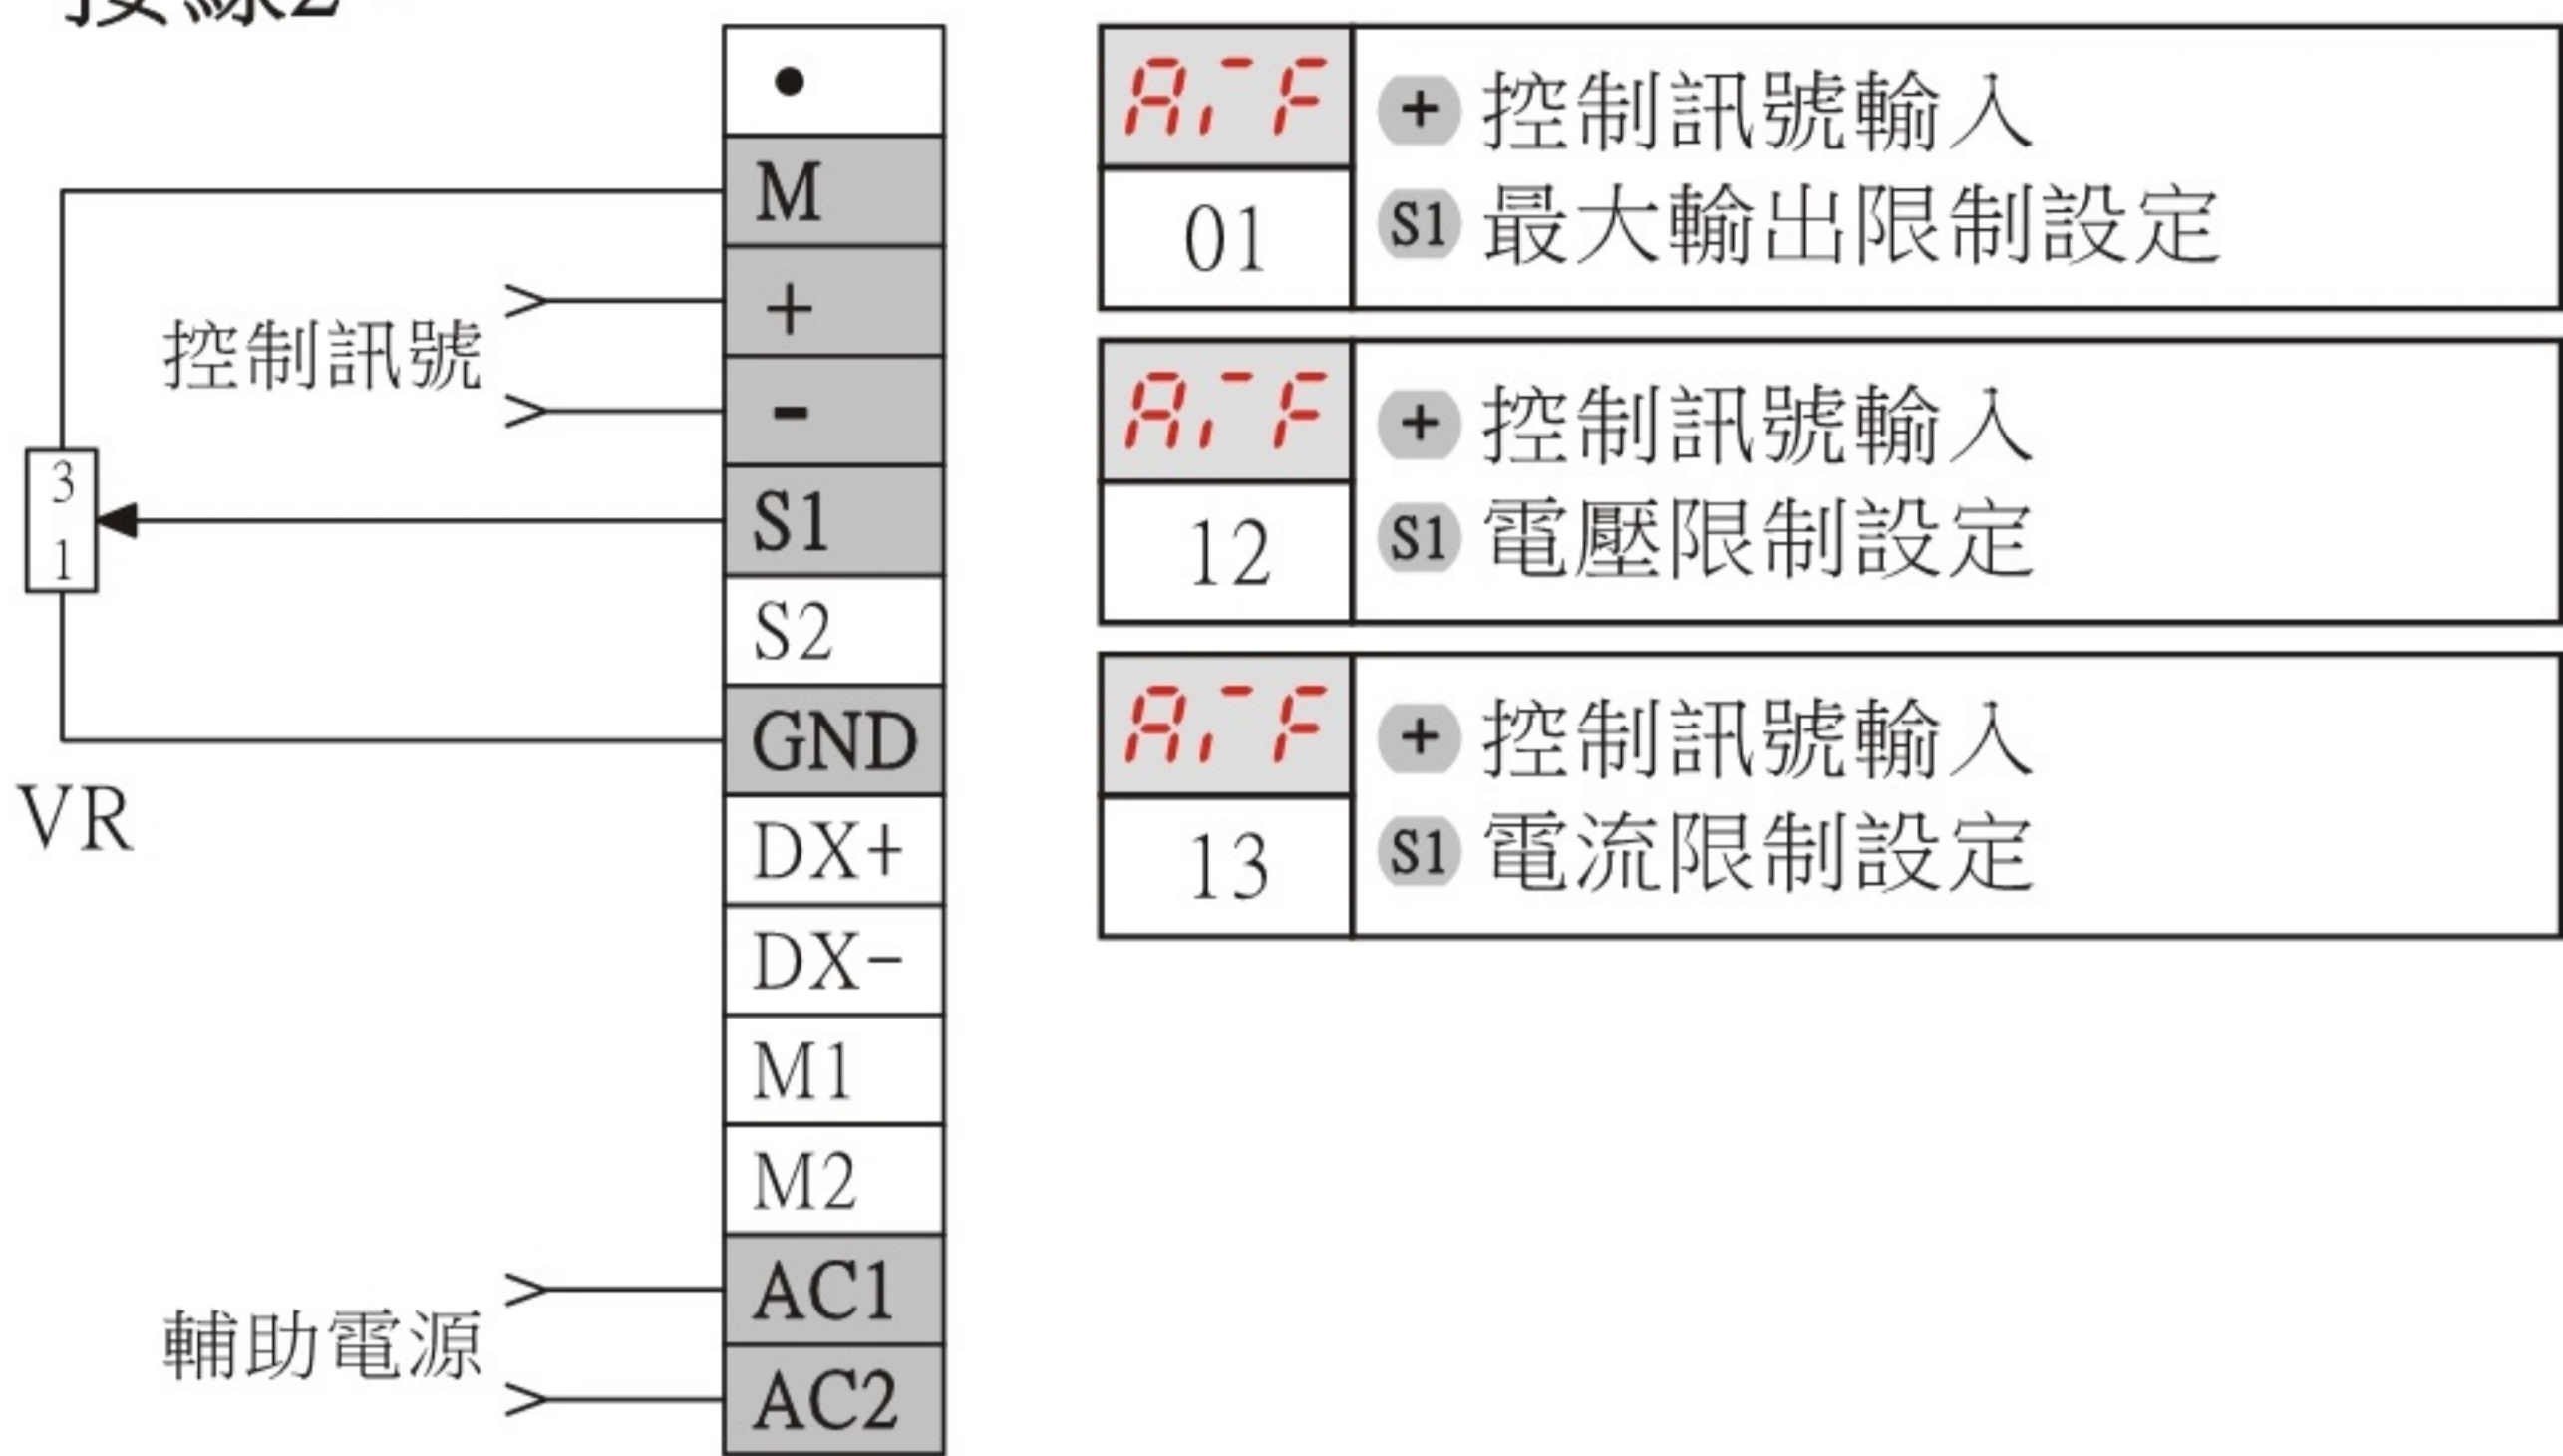 接線2
•
M
+
-
S1
S2
GND
DX+
DX-
M1
M2
AC1
AC2
控制訊號
3
1
VR
輔助電源
01
+ 控制訊號輸入
S1 最大輸出限制設定
12
+ 控制訊號輸入
S1 電壓限制設定
13
+ 控制訊號輸入
S1 電流限制設定